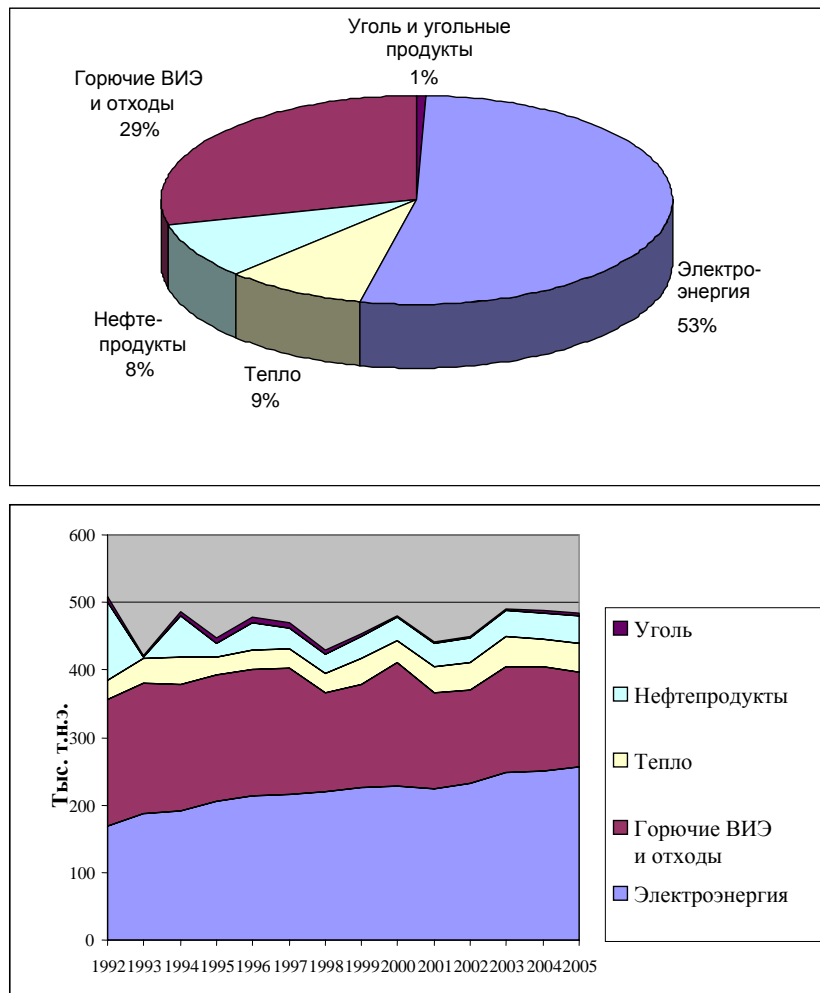 Уголь и угольные
продукты
1%
Горючие ВИЭ
и отходы
29%
Электро-
энергия
53%
Нефте-
продукты
8%
Тепло
9%
600
500
400
300
200
100
0
Тыс. т.н.э.
1992 1993 1994 1995 1996 1997 1998 1999 2000 2001 2002 2003 2004 2005
Уголь
Нефтепродукты
Тепло
Горючие ВИЭ
и отходы
Электроэнергия